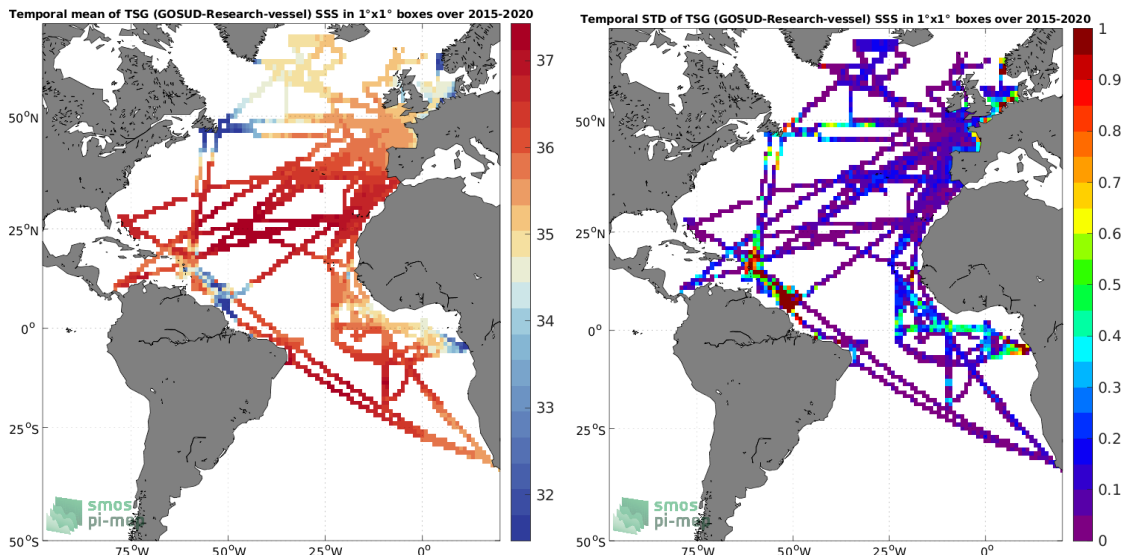 Temporal mean of TSG (GOSUD-Research-vessel) SSS in 1°x1° boxes over 2015-2020
50°N
25°N
0°
25°S
50°S
75°W
50°W
25°W
0°
37
36
35
34
33
32
smos
pi-mep
Temporal STD of TSG (GOSUD-Research-vessel) SSS in 1°x1° boxes over 2015-2020
50°N
25°N
0°
25°S
50°S
75°W
50°W
25°W
0°
1
0.9
0.8
0.7
0.6
0.5
0.4
0.3
0.2
0.1
0
smos
pi-mep